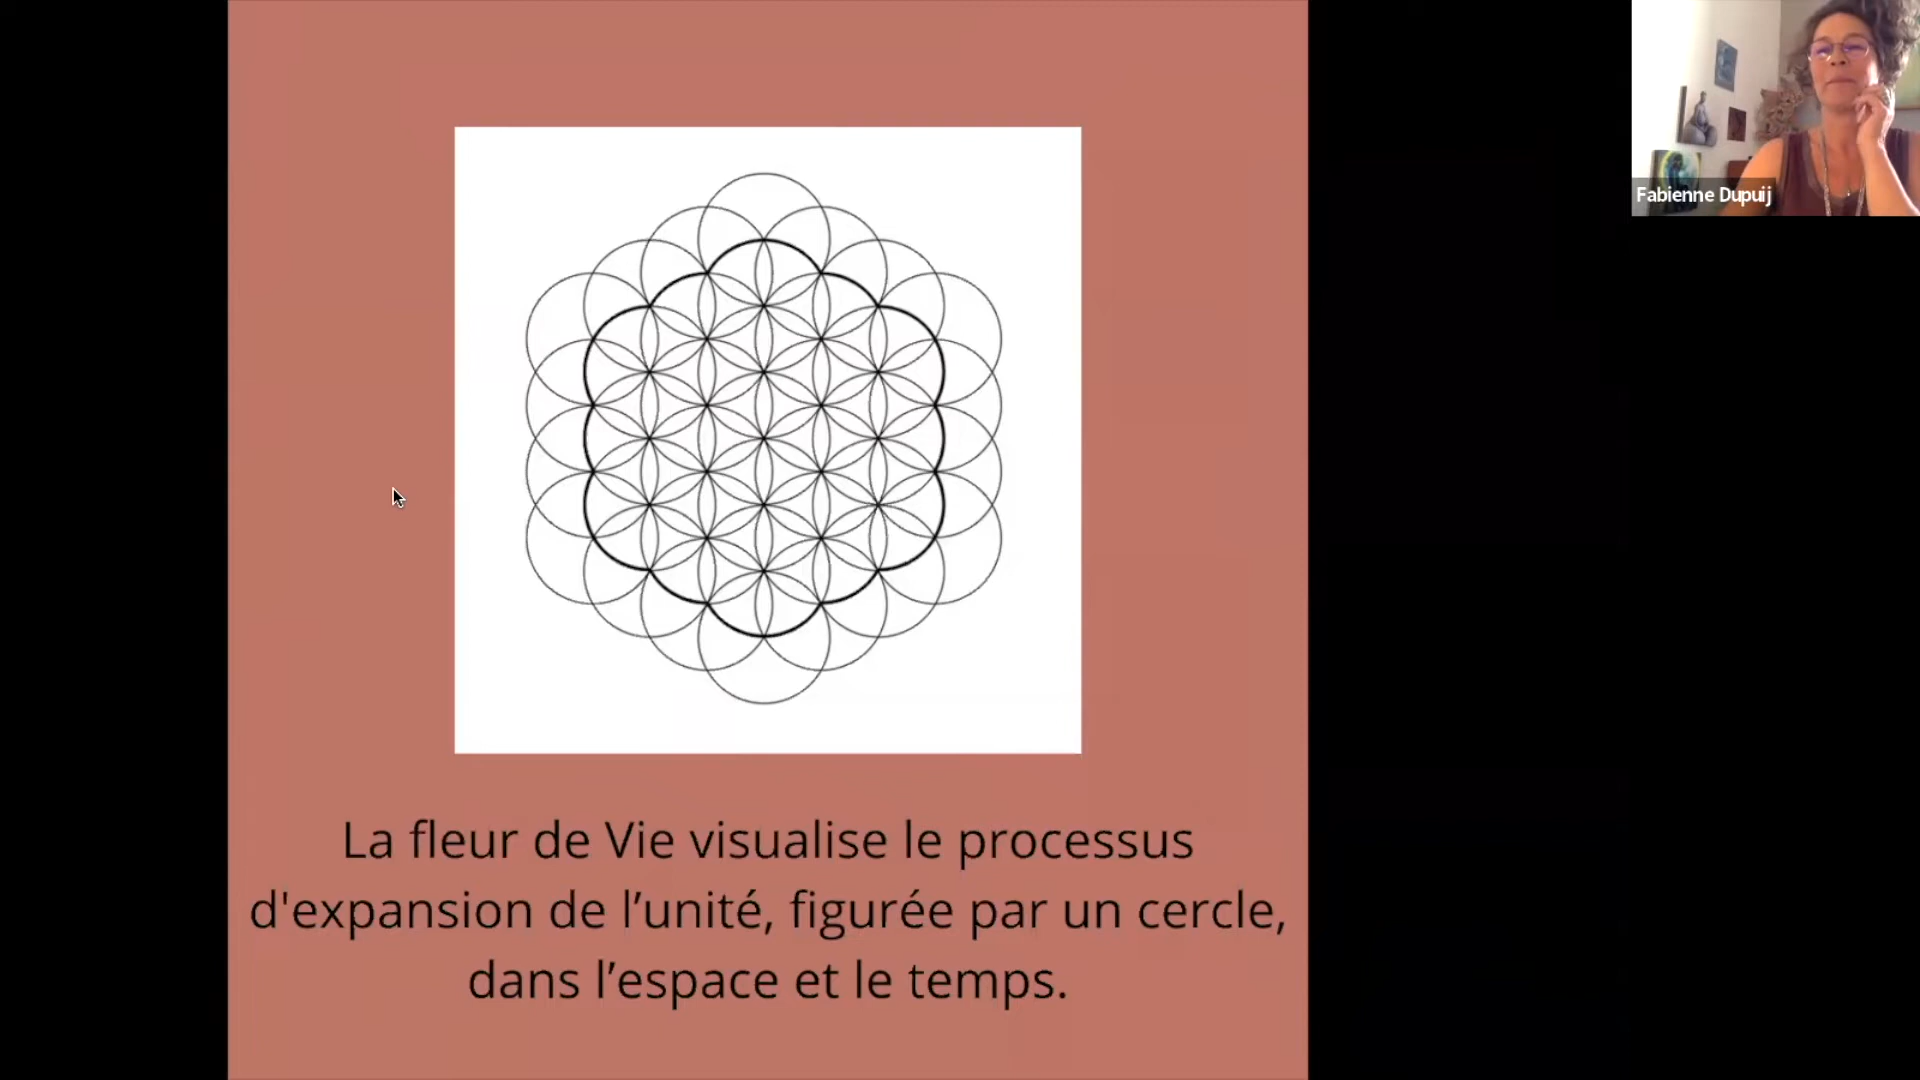 Fabienne Dupuij
La fleur de Vie visualise le processus
d'expansion de l’unité, figurée par un cercle,
dans l’espace et le temps.